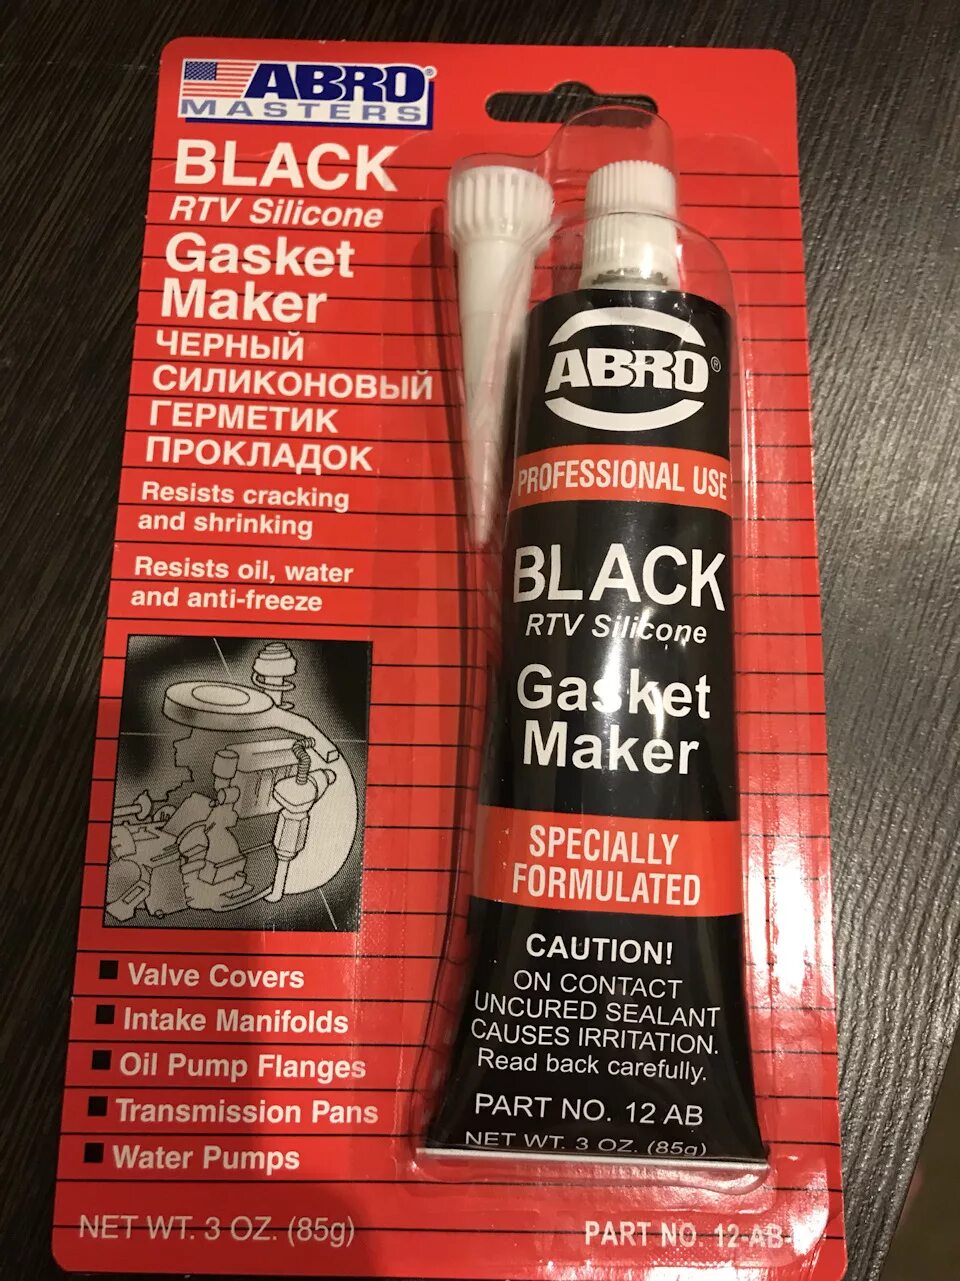 ABRO®
MASTERS
BLACK
RTV Silicone
Gasket
Maker
ЧЕРНЫЙ
СИЛИКОНОВЫЙ
ГЕРМЕТИК
ПРОКЛАДОК
Resists cracking
and shrinking
Resists oil, water
and anti-freeze
■ Valve Covers
■ Intake Manifolds
■ Oil Pump Flanges
■ Transmission Pans
■ Water Pumps
NET WT. 3 OZ. (85g)
ABRO®
PROFESSIONAL USE
BLACK
RTV Silicone
Gasket
Maker
SPECIALLY
FORMULATED
CAUTION!
ON CONTACT
UNCURED SEALANT
CAUSES IRRITATION.
Read back carefully.
PART NO. 12 AB
NET WT. 3 OZ. (85g)
PART NO. 12-AB-